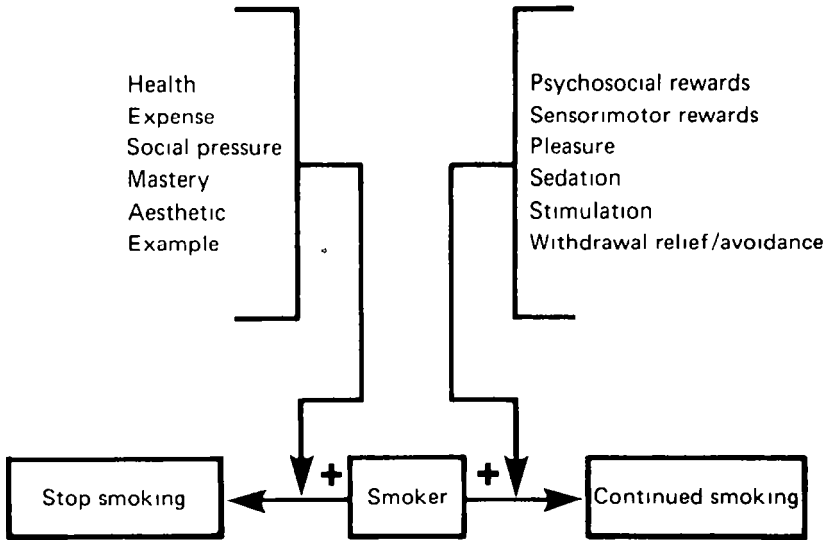 Health
Expense
Social pressure
Mastery
Aesthetic
Example
Psychosocial rewards
Sensorimotor rewards
Pleasure
Sedation
Stimulation
Withdrawal relief/avoidance
+
+
Stop smoking
Smoker
Continued smoking